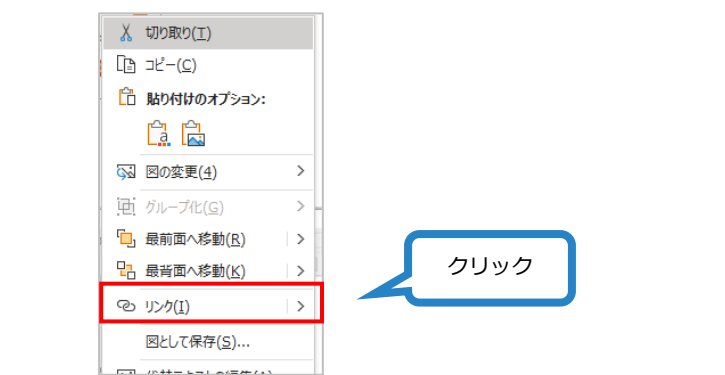 切り取り(T)
コピー(C)
貼り付けのオプション:
図の変更(4)
グループ化(G)
最前面へ移動(R)
最背面へ移動(K)
クリック
リンク(I)
図として保存(S)...